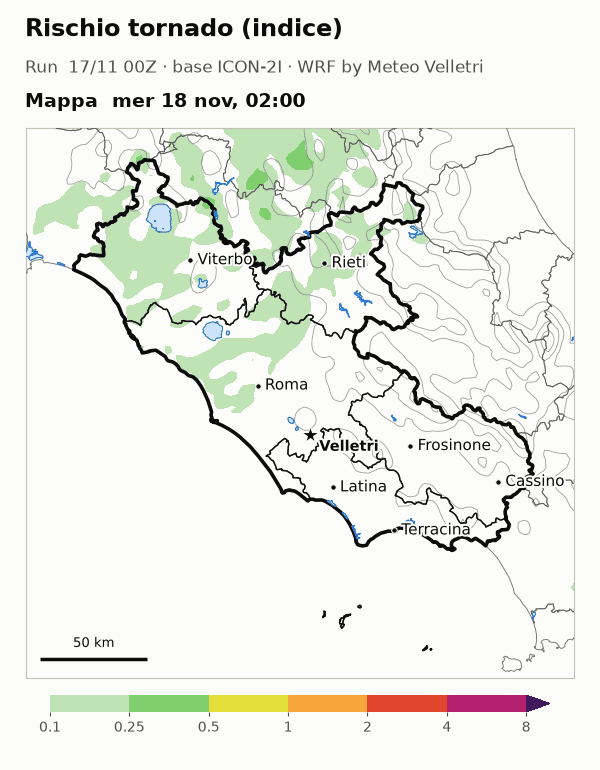 Rischio tornado (indice)
Run  17/11 00Z · base ICON-2I · WRF by Meteo Velletri
Mappa  mer 18 nov, 02:00
Viterbo
Rieti
Roma
Velletri
Frosinone
Latina
Cassino
Terracina
50 km
0.1 0.25 0.5 1 2 4 8